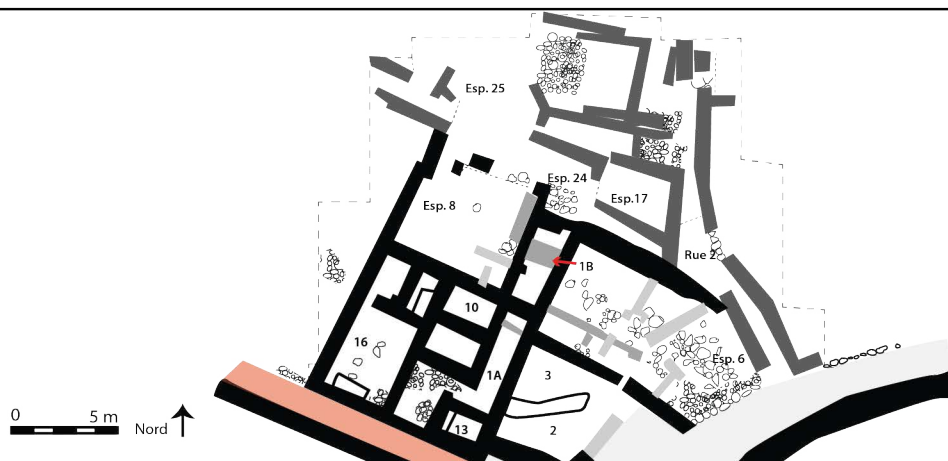 Esp. 25
Esp. 24
Esp. 8
Esp.17
Rue 2
1B
10
16
Esp. 6
1A
3
13
2
0 5 m
Nord